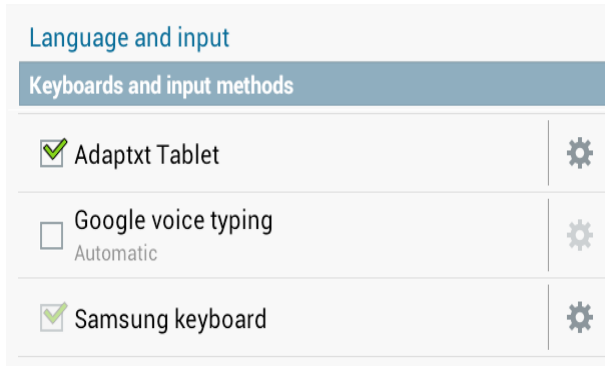 Language and input
Keyboards and input methods
Adaptxt Tablet
Google voice typing
Automatic
Samsung keyboard